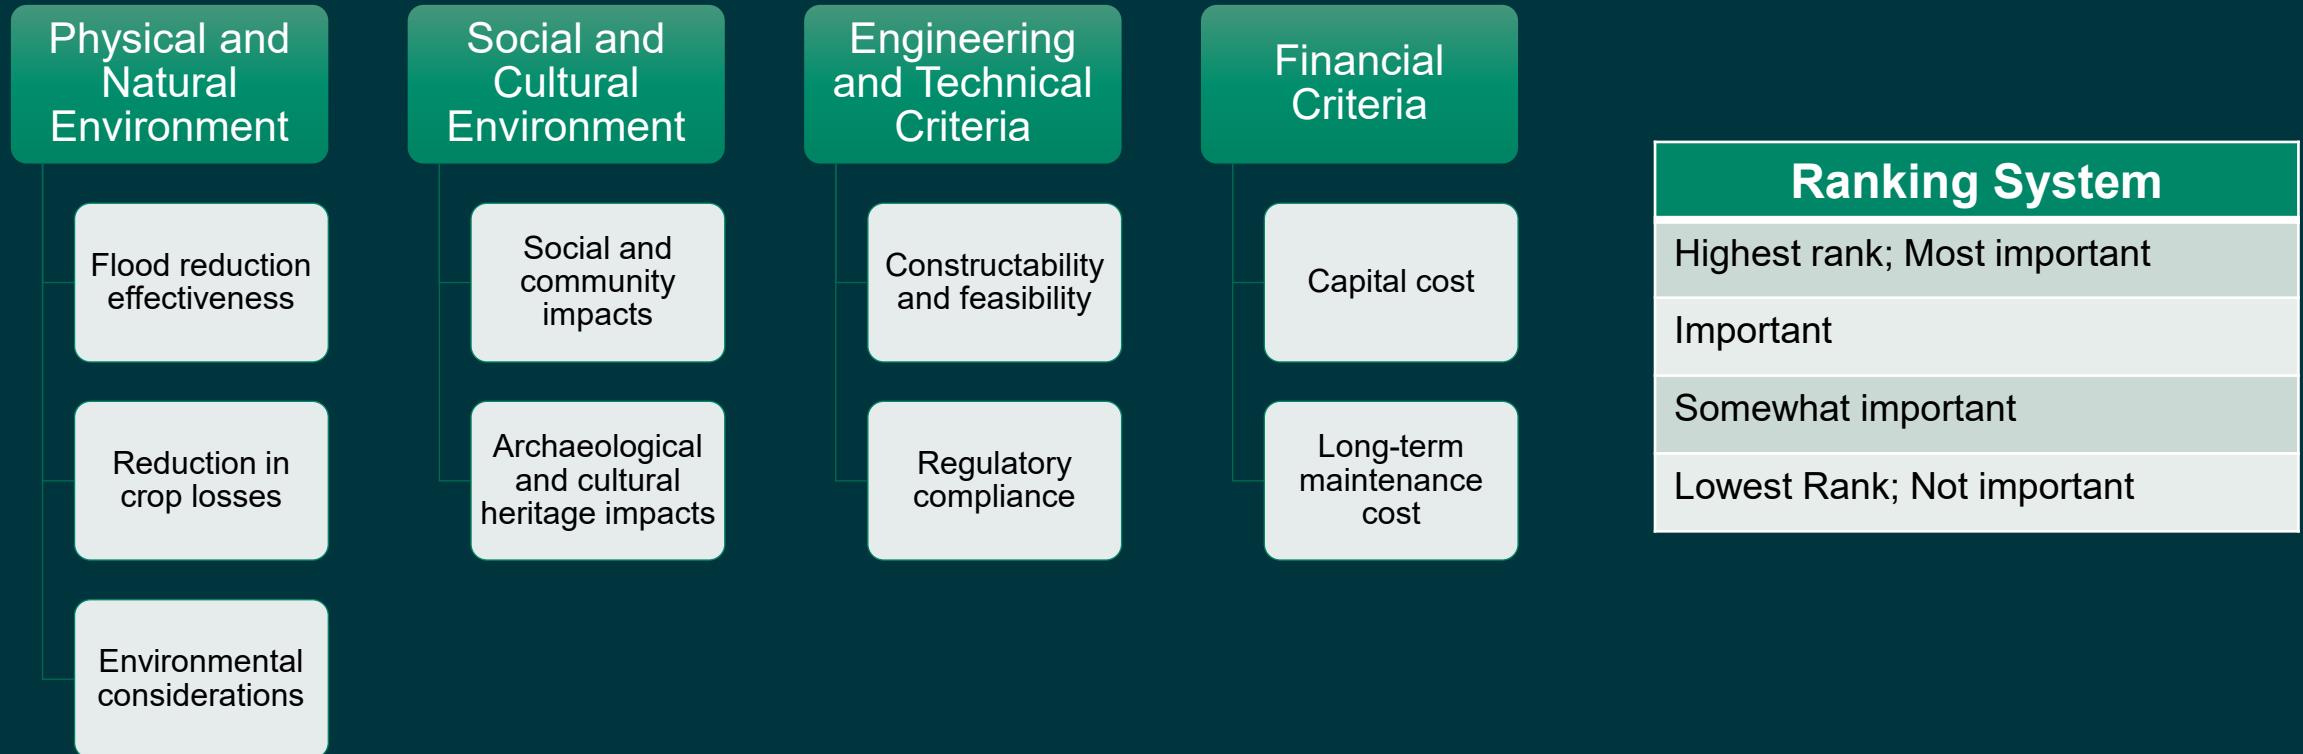 Physical and
Natural
Environment
Flood reduction
effectiveness
Reduction in
crop losses
Environmental
considerations
Social and
Cultural
Environment
Social and
community
impacts
Archaeological
and cultural
heritage impacts
Engineering
and Technical
Criteria
Constructability
and feasibility
Regulatory
compliance
Financial
Criteria
Capital cost
Long-term
maintenance
cost
Ranking System
Highest rank; Most important
Important
Somewhat important
Lowest Rank; Not important